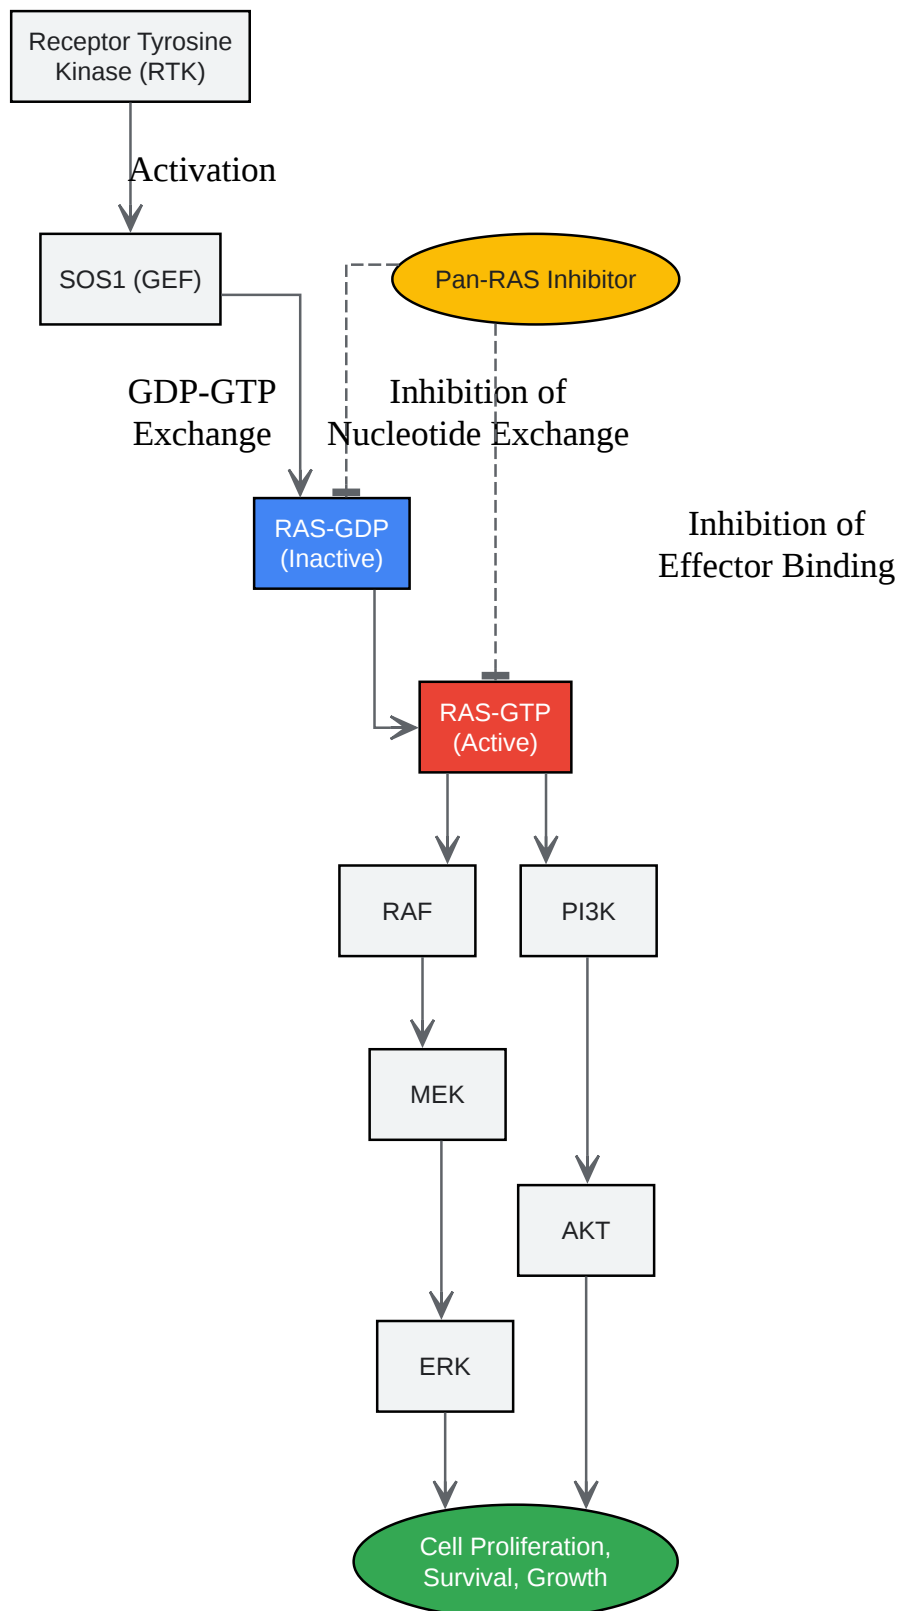 Receptor Tyrosine
Kinase (RTK)
Activation
SOS1 (GEF)
Pan-RAS Inhibitor
GDP-GTP
Exchange
Inhibition of
Nucleotide Exchange
RAS-GDP
(Inactive)
Inhibition of
Effector Binding
RAS-GTP
(Active)
RAF
PI3K
MEK
AKT
ERK
Cell Proliferation,
Survival, Growth